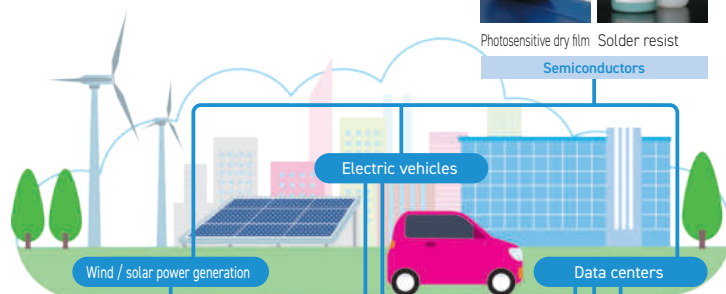 Photosensitive dry film Solder resist
Semiconductors
Electric vehicles
Wind / solar power generation
Data centers